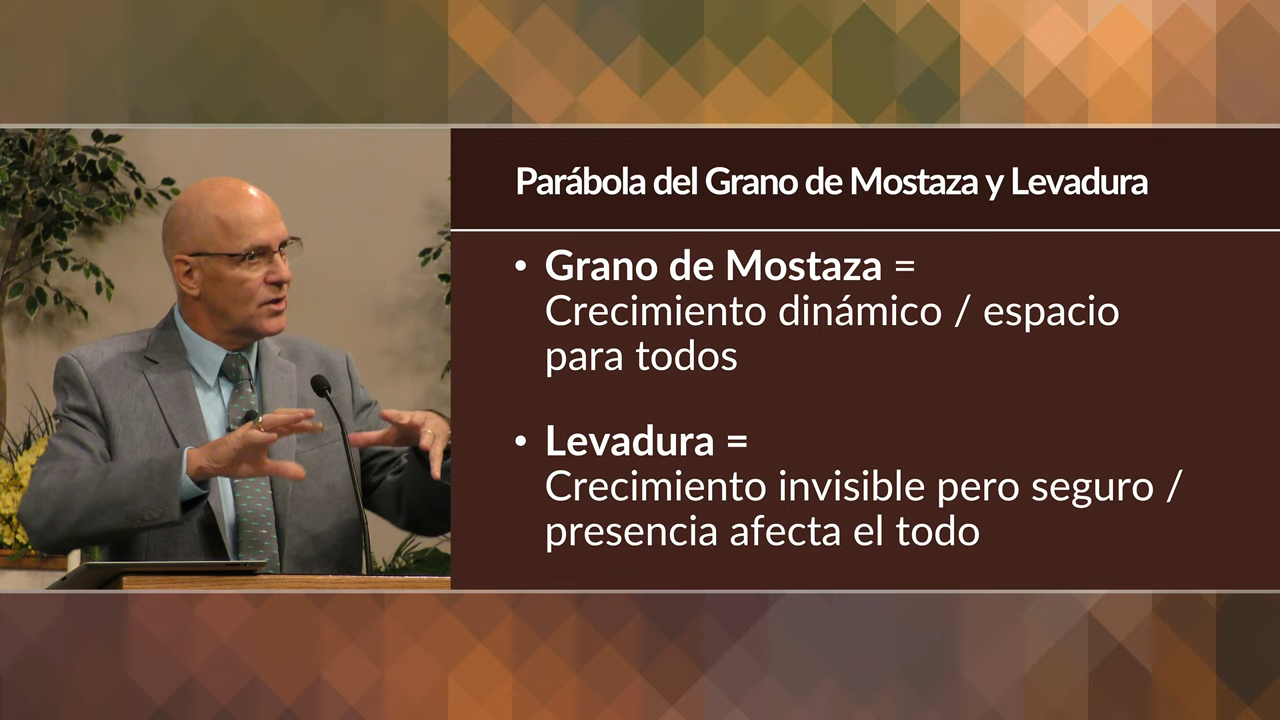 Parábola del Grano de Mostaza y Levadura
• Grano de Mostaza =
Crecimiento dinámico / espacio
para todos
• Levadura =
Crecimiento invisible pero seguro /
presencia afecta el todo